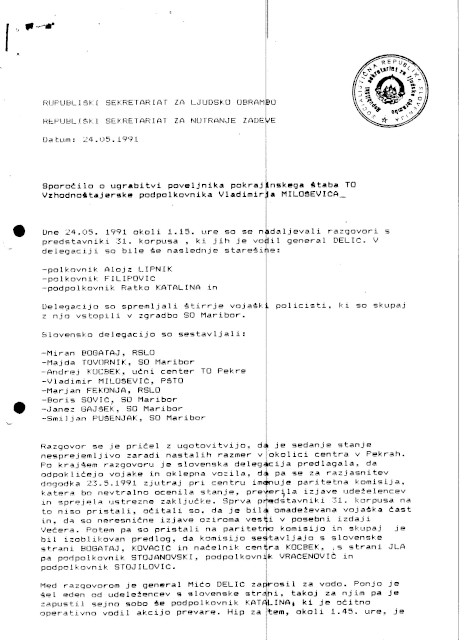 RUPUBLIŠKI SEKRETARIAT ZA LJUDSKO OBRAMBO
REPUBLIŠKI SEKRETARIAT ZA NOTRANJE ZADEVE
Datum: 24.05.1991
Sporočilo o ugrabitvi poveljnika pokrajinskega štaba TO
Vzhodnoštajerske podpolkovnika Vladimirja MILOŠEVIČA_
Dne 24.05. 1991 okoli 1.15. ure so se nadaljevali razgovori s
predstavniki 31. korpusa , ki jih je vodil general DELIC. V
delegaciji so bile še naslednje starešine:
-polkovnik Alojz LIPNIK
-polkovnik FILIPOVIC
-podpolkovnik Ratko KATALINA in
Delegacijo so spremljali štirrje vojaški policisti, ki so skupaj
z njo vstopili v zgradbo SO Maribor.
Slovensko delegacijo so sestavljali:
-Miran BOGATAJ, RSLO
-Majda TOVORNIK, SO Maribor
-Andrej KOCBEK, učni center TO Pekre
-Vladimir MILOŠEVIC, PŠTO
-Marjan FEKONJA, RSLO
-Boris SOVIC, SO Maribor
-Janez GAJŠEK, SO Maribor
-Smiljan PUŠENJAK, SO Maribor
Razgovor se je pričel z ugotovitvijo, da je sedanje stanje
nesprejemljivo zaradi nastalih razmer v okolici centra v Pekrah.
Po krajšem razgovoru je slovenska delegacija predlagala, da
odpokličejo vojake in oklepna vozila, da pa se za razjasnitev
dogodka 23.5.1991 zjutraj pri centru imenuje paritetna komisija,
katera bo nevtralno ocenila stanje, preverila izjave udeležencev
in sprejela ustrezne zaključke. Sprva predstavniki 31. korpusa na
to niso pristali, očitali so. da je bila omadeževana vojaška čast
in, da so neresnične izjave oziroma vesti v posebni izdaji
Večera. Potem pa so pristali na paritetno komisijo in skupaj je
bil izoblikovan predlog, da komisijo sestavljajo s slovenske
strani BOGATAJ, KOVAČIČ in načelnik centra KOCBEK, ,s strani JLA
pa podpolkovnik STOJANOVSKI, podpolkovnik VRACENOVIC in
podpolkovnik STOJILOVIC.
Med razgovorom je general Mičo DELIC zaprosil za vodo. Ponjo je
šel eden od udeležencev s slovenske strani, takoj za njim pa je
zapustil sejno sobo še podpolkovnik KATALINA, ki je očitno
operativno vodil akcijo prevare. Hip za tem, okoli 1.45. ure, je